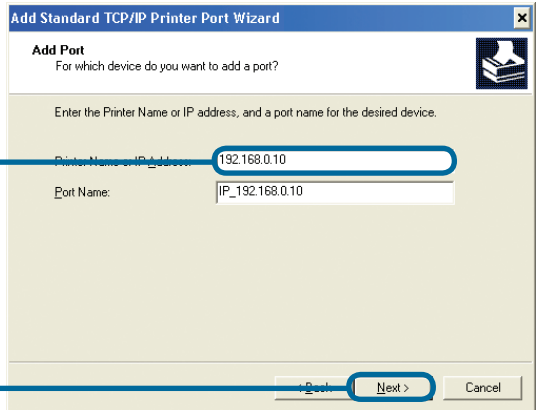 Add Standard TCP/IP Printer Port Wizard
Add Port
For which device do you want to add a port?
Enter the Printer Name or IP address, and a port name for the desired device.
Printer Name or IP Address: 192.168.0.10
Port Name: IP_192.168.0.10
< Back Next > Cancel